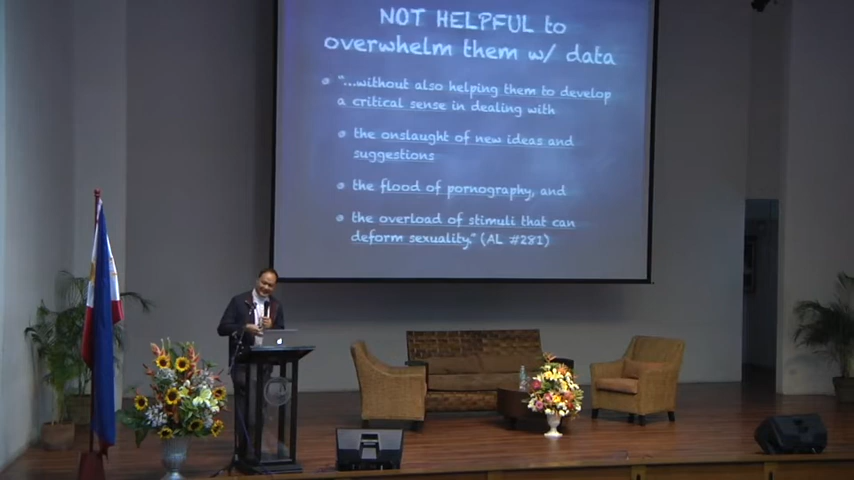 NOT HELPFUL to
overwhelm them w/ data
"...without also helping them to develop
a critical sense in dealing with
the onslaught of new ideas and
suggestions
the flood of pornography, and
the overload of stimuli that can
deform sexuality." (AL #281)